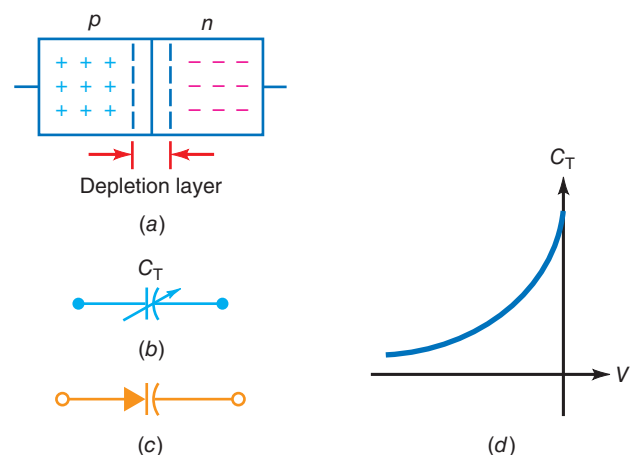 p n
+ + +
+ + +
+ + +
− − − −
− − − −
− − − −
Depletion layer
(a)
C_T
(b)
(c)
C_T
V
(d)